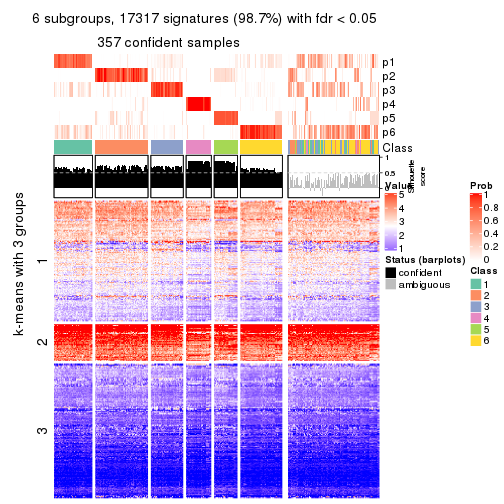 6 subgroups, 17317 signatures (98.7%) with fdr < 0.05
357 confident samples
p1
p2
p3
p4
p5
p6
Class
1
0.5
0
Silhouette score
k-means with 3 groups
1
2
3
Value
5
4
3
2
1
Status (barplots)
confident
ambiguous
Prob
1
0.8
0.6
0.4
0.2
0
Class
1
2
3
4
5
6